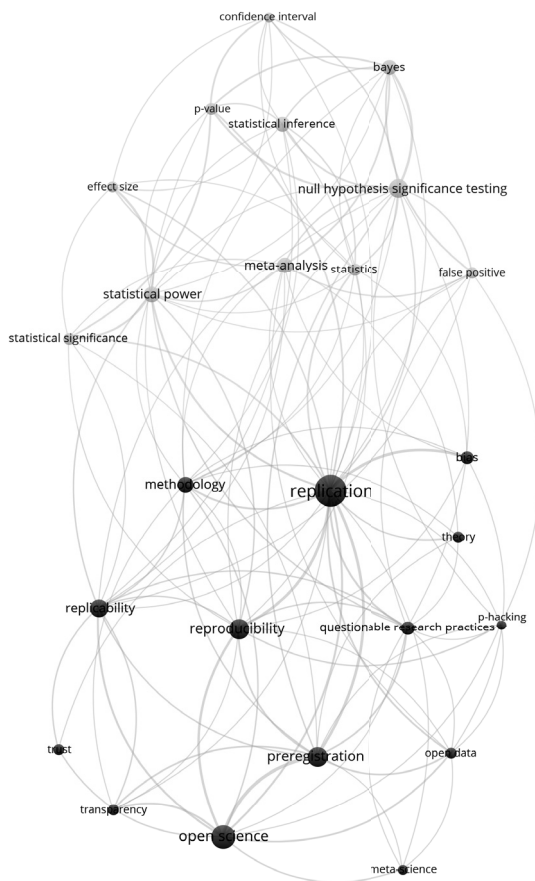 confidence interval
bayes
p-value
statistical inference
effect size
null hypothesis significance testing
meta-analysis
statistics
false positive
statistical power
statistical significance
bias
methodology
replication
theory
replicability
p-hacking
reproducibility
questionable research practices
trust
open data
preregistration
transparency
open science
meta-science